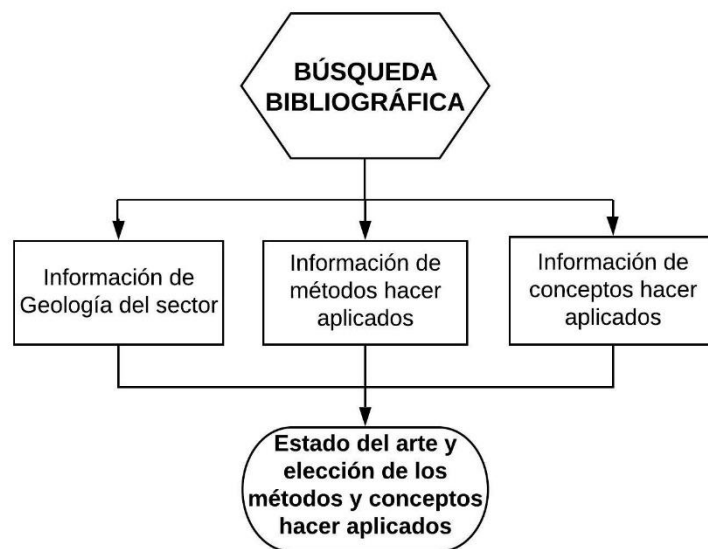 BÚSQUEDA
BIBLIOGRÁFICA
Información de
Geología del sector
Información de
métodos hacer
aplicados
Información de
conceptos hacer
aplicados
Estado del arte y
elección de los
métodos y conceptos
hacer aplicados